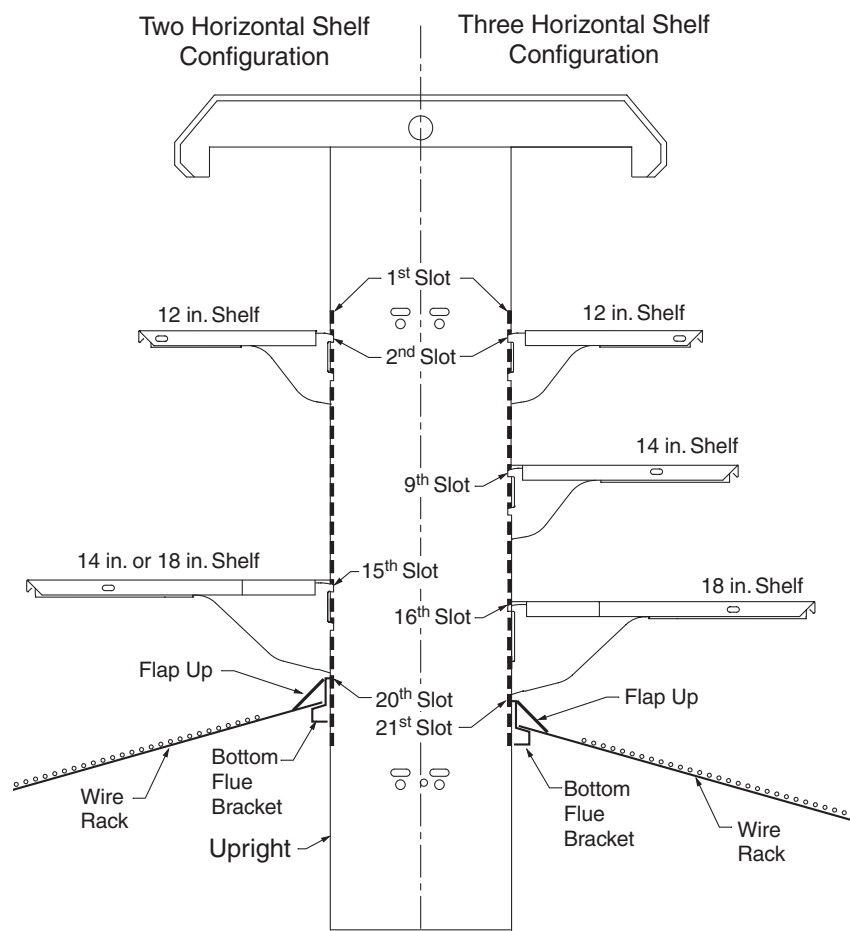 Two Horizontal Shelf
Configuration
Three Horizontal Shelf
Configuration
1st Slot
12 in. Shelf
12 in. Shelf
2nd Slot
14 in. Shelf
9th Slot
14 in. or 18 in. Shelf
15th Slot
18 in. Shelf
16th Slot
Flap Up
20th Slot
Flap Up
21st Slot
Bottom
Flue
Bracket
Wire
Rack
Bottom
Flue
Bracket
Wire
Rack
Upright